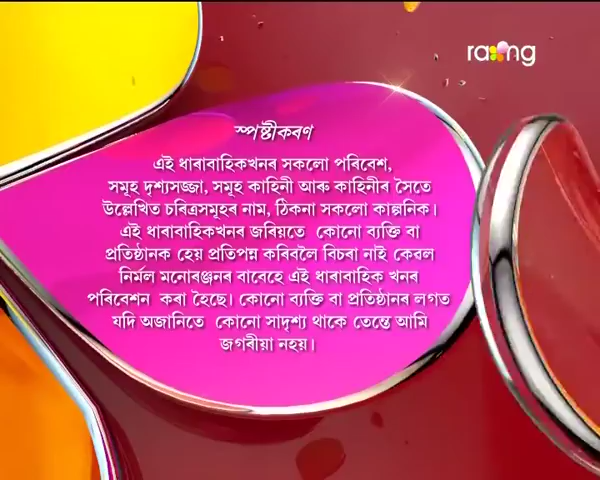 rang
স্পষ্টীকৰণ
এই ধাৰাবাহিকখনৰ সকলো পৰিবেশ,
সমূহ দৃশ্যসজ্জা, সমূহ কাহিনী আৰু কাহিনীৰ সৈতে
উল্লেখিত চৰিত্ৰসমূহৰ নাম, ঠিকনা সকলো কাল্পনিক।
এই ধাৰাবাহিকখনৰ জৰিয়তে কোনো ব্যক্তি বা
প্ৰতিষ্ঠানক হেয় প্ৰতিপন্ন কৰিবলৈ বিচৰা নাই কেৱল
নিৰ্মল মনোৰঞ্জনৰ বাবেহে এই ধাৰাবাহিক খনৰ
পৰিবেশন কৰা হৈছে। কোনো ব্যক্তি বা প্ৰতিষ্ঠানৰ লগত
যদি অজানিতে কোনো সাদৃশ্য থাকে তেন্তে আমি
জগৰীয়া নহয়।